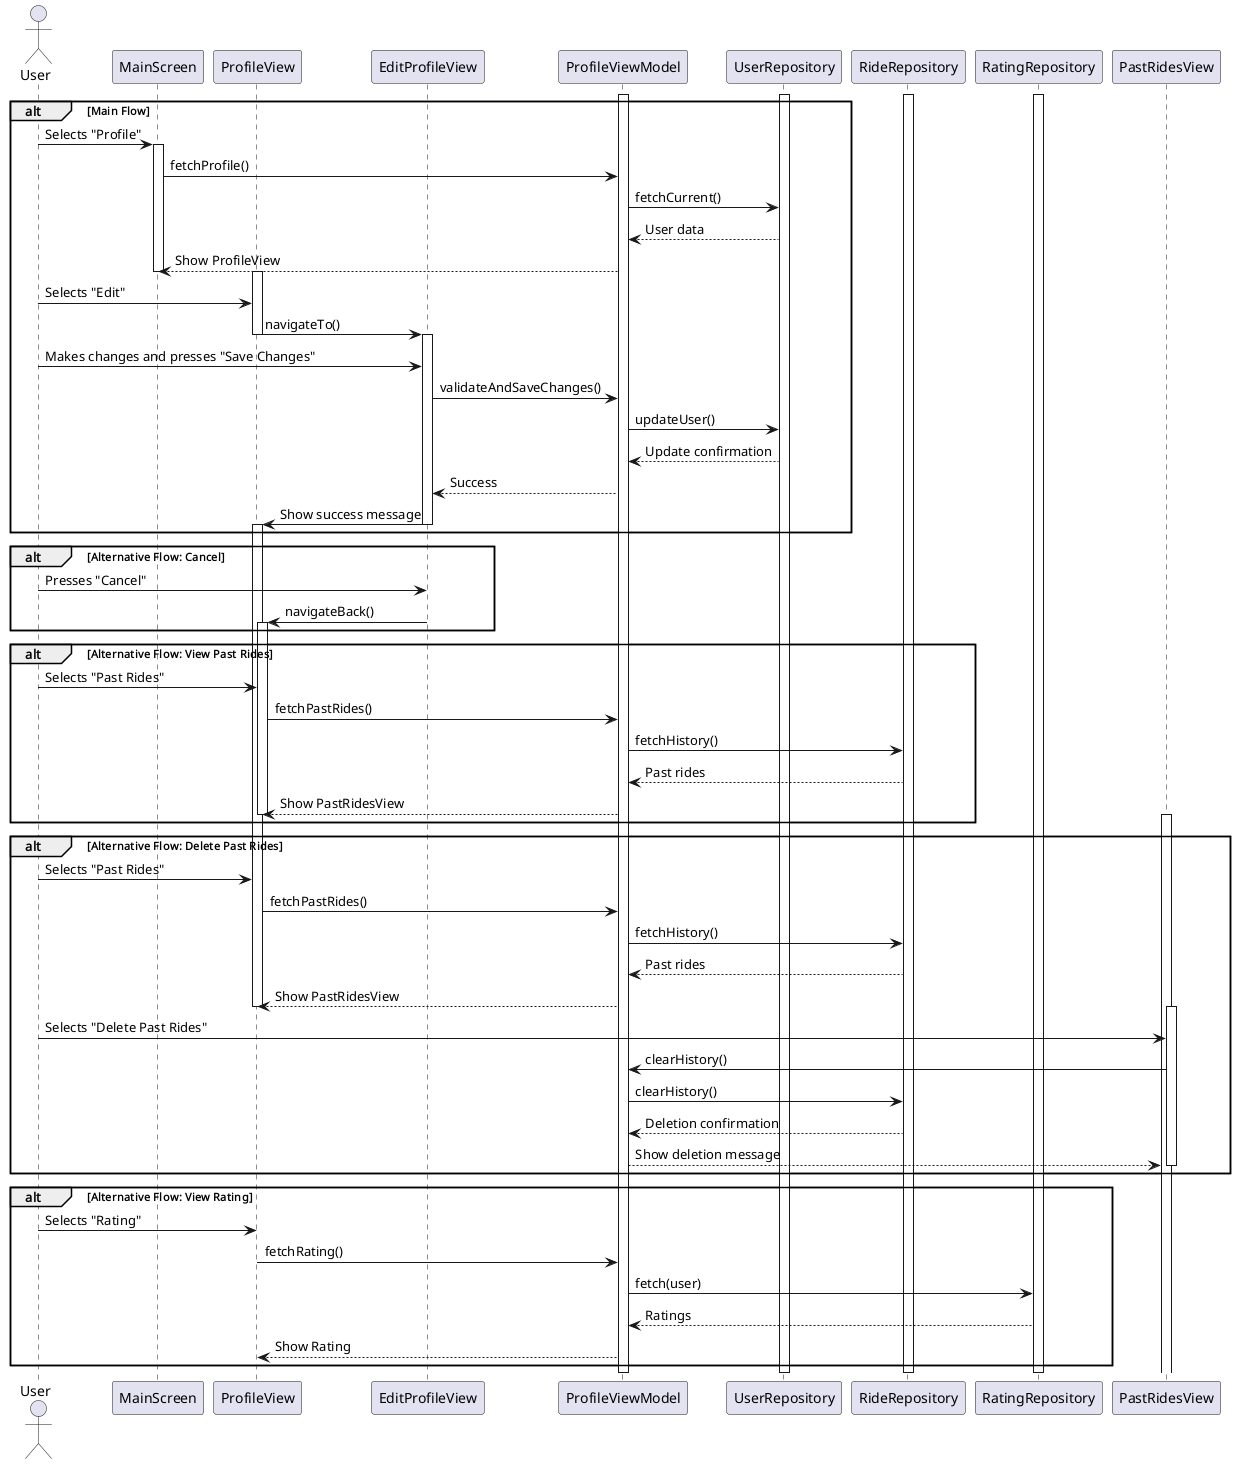 User
MainScreen
ProfileView
EditProfileView
ProfileViewModel
UserRepository
RideRepository
RatingRepository
PastRidesView
alt [Main Flow]
Selects "Profile"
fetchProfile()
fetchCurrent()
User data
Show ProfileView
Selects "Edit"
navigateTo()
Makes changes and presses "Save Changes"
validateAndSaveChanges()
updateUser()
Update confirmation
Success
Show success message
alt [Alternative Flow: Cancel]
Presses "Cancel"
navigateBack()
alt [Alternative Flow: View Past Rides]
Selects "Past Rides"
fetchPastRides()
fetchHistory()
Past rides
Show PastRidesView
alt [Alternative Flow: Delete Past Rides]
Selects "Past Rides"
fetchPastRides()
fetchHistory()
Past rides
Show PastRidesView
Selects "Delete Past Rides"
clearHistory()
clearHistory()
Deletion confirmation
Show deletion message
alt [Alternative Flow: View Rating]
Selects "Rating"
fetchRating()
fetch(user)
Ratings
Show Rating
User
MainScreen
ProfileView
EditProfileView
ProfileViewModel
UserRepository
RideRepository
RatingRepository
PastRidesView